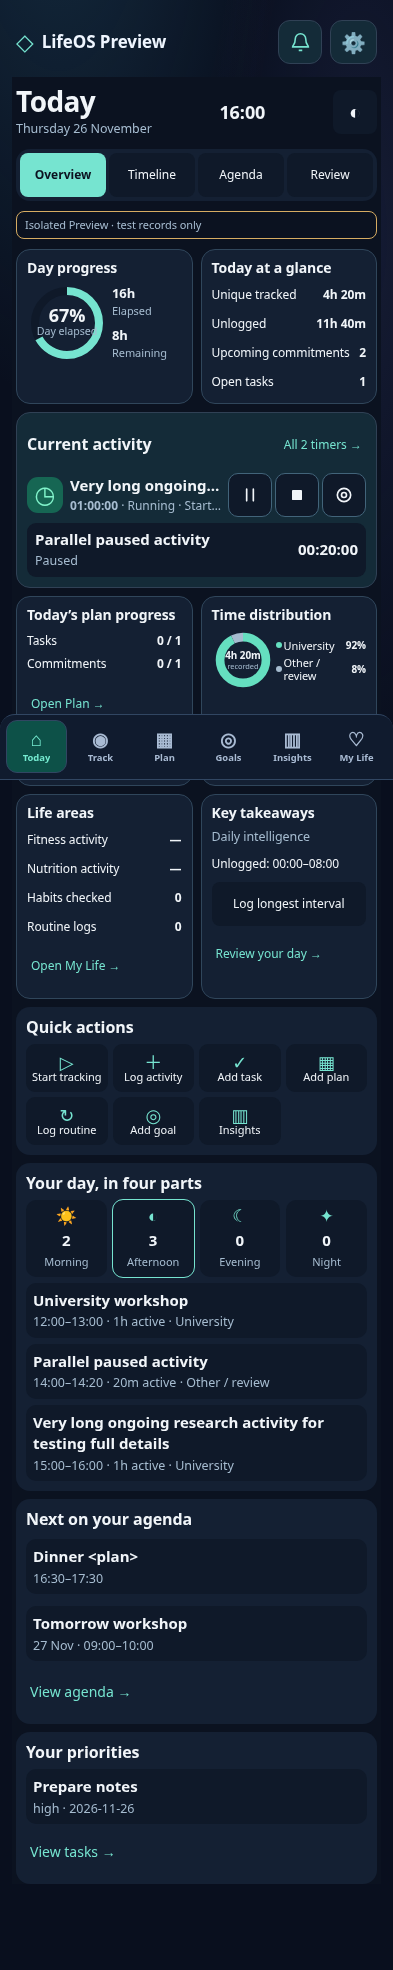 LifeOS Preview
Today
Thursday 26 November
16:00
Overview
Timeline
Agenda
Review
Isolated Preview · test records only
Day progress
67%
Day elapsed
16h
Elapsed
8h
Remaining
Today at a glance
Unique tracked 4h 20m
Unlogged 11h 40m
Upcoming commitments 2
Open tasks 1
Current activity
All 2 timers →
Very long ongoing...
01:00:00 · Running · Start...
Parallel paused activity
Paused
00:20:00
Today's plan progress
Tasks 0 / 1
Commitments 0 / 1
Open Plan →
Time distribution
4h 20m
recorded
University 92%
Other / review 8%
Today
Track
Plan
Goals
Insights
My Life
Life areas
Fitness activity —
Nutrition activity —
Habits checked 0
Routine logs 0
Open My Life →
Key takeaways
Daily intelligence
Unlogged: 00:00–08:00
Log longest interval
Review your day →
Quick actions
Start tracking
Log activity
Add task
Add plan
Log routine
Add goal
Insights
Your day, in four parts
2
Morning
3
Afternoon
0
Evening
0
Night
University workshop
12:00–13:00 · 1h active · University
Parallel paused activity
14:00–14:20 · 20m active · Other / review
Very long ongoing research activity for
testing full details
15:00–16:00 · 1h active · University
Next on your agenda
Dinner <plan>
16:30–17:30
Tomorrow workshop
27 Nov · 09:00–10:00
View agenda →
Your priorities
Prepare notes
high · 2026-11-26
View tasks →